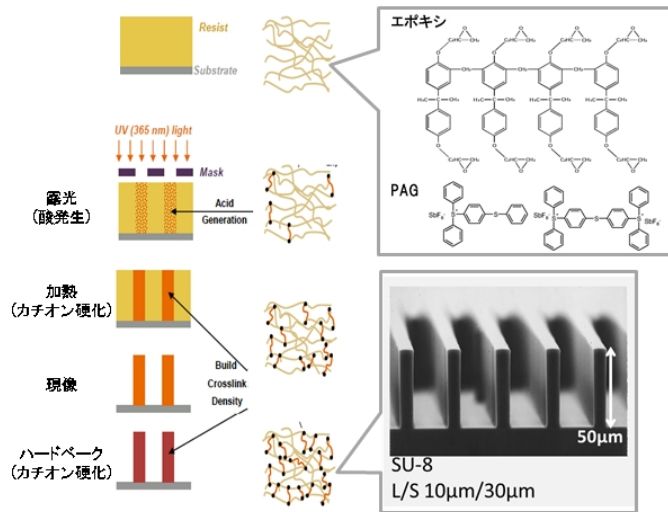 Resist
Substrate
UV (365 nm) light
Mask
露光
(酸発生)
Acid
Generation
加熱
(カチオン硬化)
現像
Build
Crosslink
Density
ハードベーク
(カチオン硬化)
エポキシ
PAG
50μm
SU-8
L/S 10μm/30μm